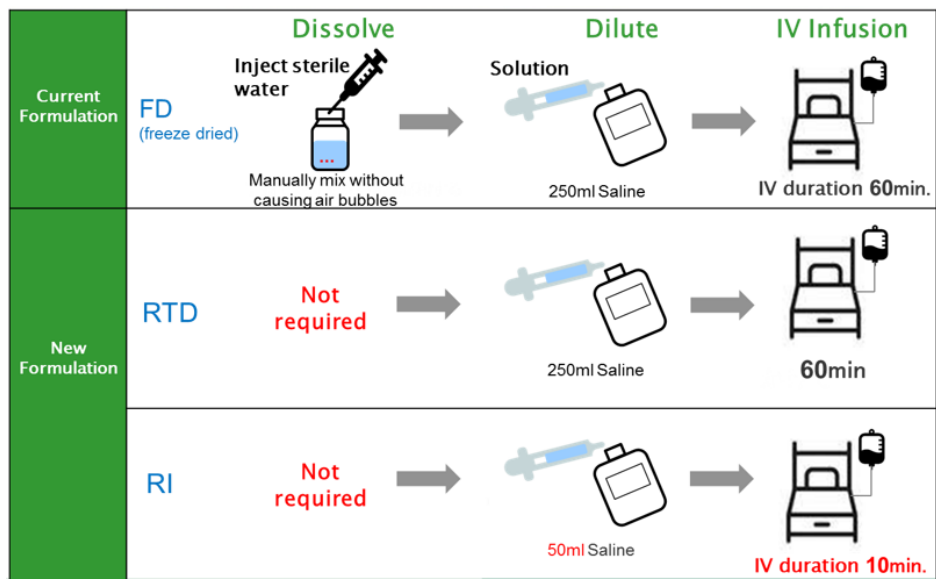 Dissolve
Dilute
IV Infusion
Current
Formulation
FD
(freeze dried)
Inject sterile
water
Manually mix without
causing air bubbles
Solution
250ml Saline
IV duration 60min.
New
Formulation
RTD
Not
required
250ml Saline
60min
RI
Not
required
50ml Saline
IV duration 10min.